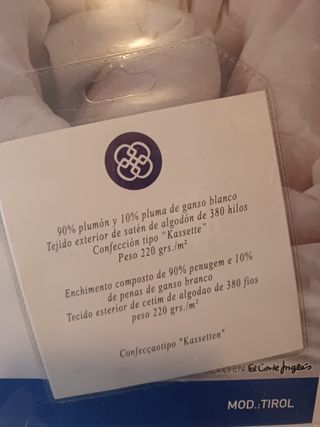 90% plumón y 10% pluma de ganso blanco
Tejido exterior de satén de algodón de 380 hilos
Confección tipo "Kassette"
Peso 220 grs./m²
Enchimento composto de 90% penugem e 10%
de penas de ganso branco
Tecido exterior de cetim de algodao de 380 fios
peso 220 grs./m²
Confecçaotipo "Kassetten"
EN El Corte Inglés
MOD.:TIROL